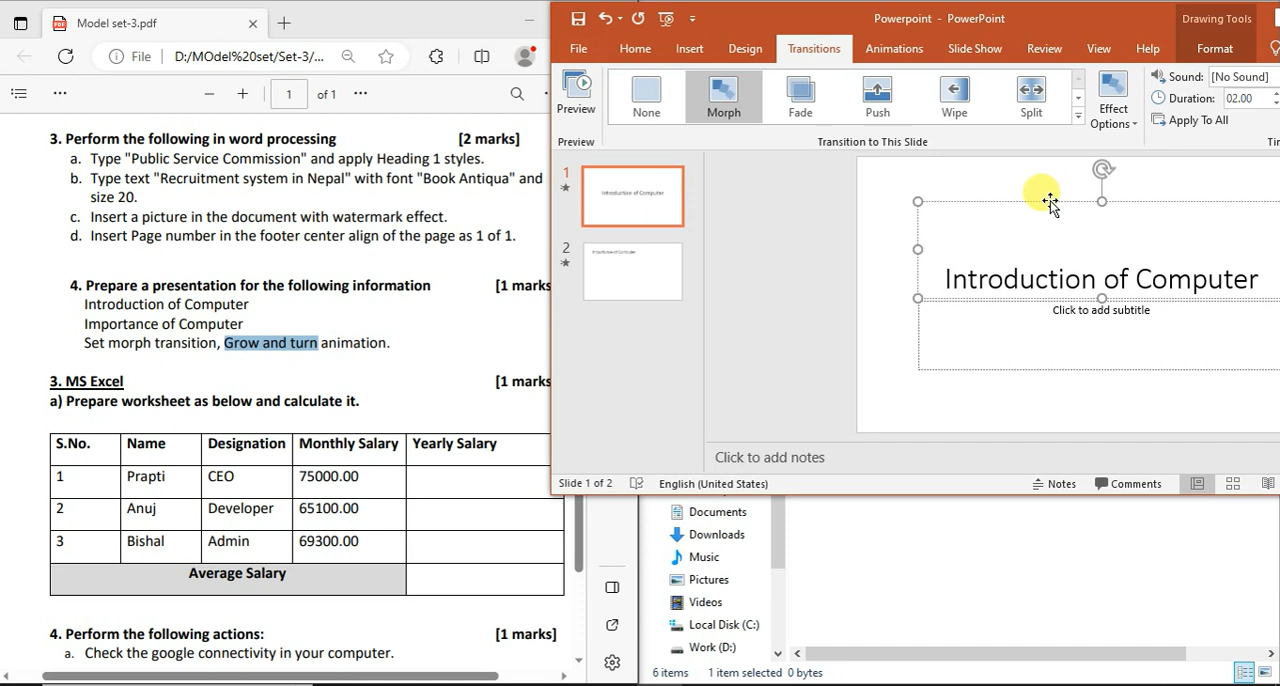 Model set-3.pdf
File
D:/MOdel%20set/Set-3/...
1
of 1
3. Perform the following in word processing [2 marks]
a. Type "Public Service Commission" and apply Heading 1 styles.
b. Type text "Recruitment system in Nepal" with font "Book Antiqua" and
size 20.
c. Insert a picture in the document with watermark effect.
d. Insert Page number in the footer center align of the page as 1 of 1.
4. Prepare a presentation for the following information [1 marks
Introduction of Computer
Importance of Computer
Set morph transition, Grow and turn animation.
3. MS Excel [1 marks
a) Prepare worksheet as below and calculate it.
S.No. Name Designation Monthly Salary Yearly Salary
1 Prapti CEO 75000.00
2 Anuj Developer 65100.00
3 Bishal Admin 69300.00
Average Salary
4. Perform the following actions: [1 marks]
a. Check the google connectivity in your computer.
Powerpoint - PowerPoint
Drawing Tools
File Home Insert Design Transitions Animations Slide Show Review View Help Format
Preview
None
Morph
Fade
Push
Wipe
Split
Effect
Options
Sound: [No Sound]
Duration: 02.00
Apply To All
Preview
Transition to This Slide
1
Introduction of Computer
2
Importance of Computer
Introduction of Computer
Click to add subtitle
Click to add notes
Slide 1 of 2
English (United States)
Notes
Comments
Documents
Downloads
Music
Pictures
Videos
Local Disk (C:)
Work (D:)
6 items 1 item selected 0 bytes